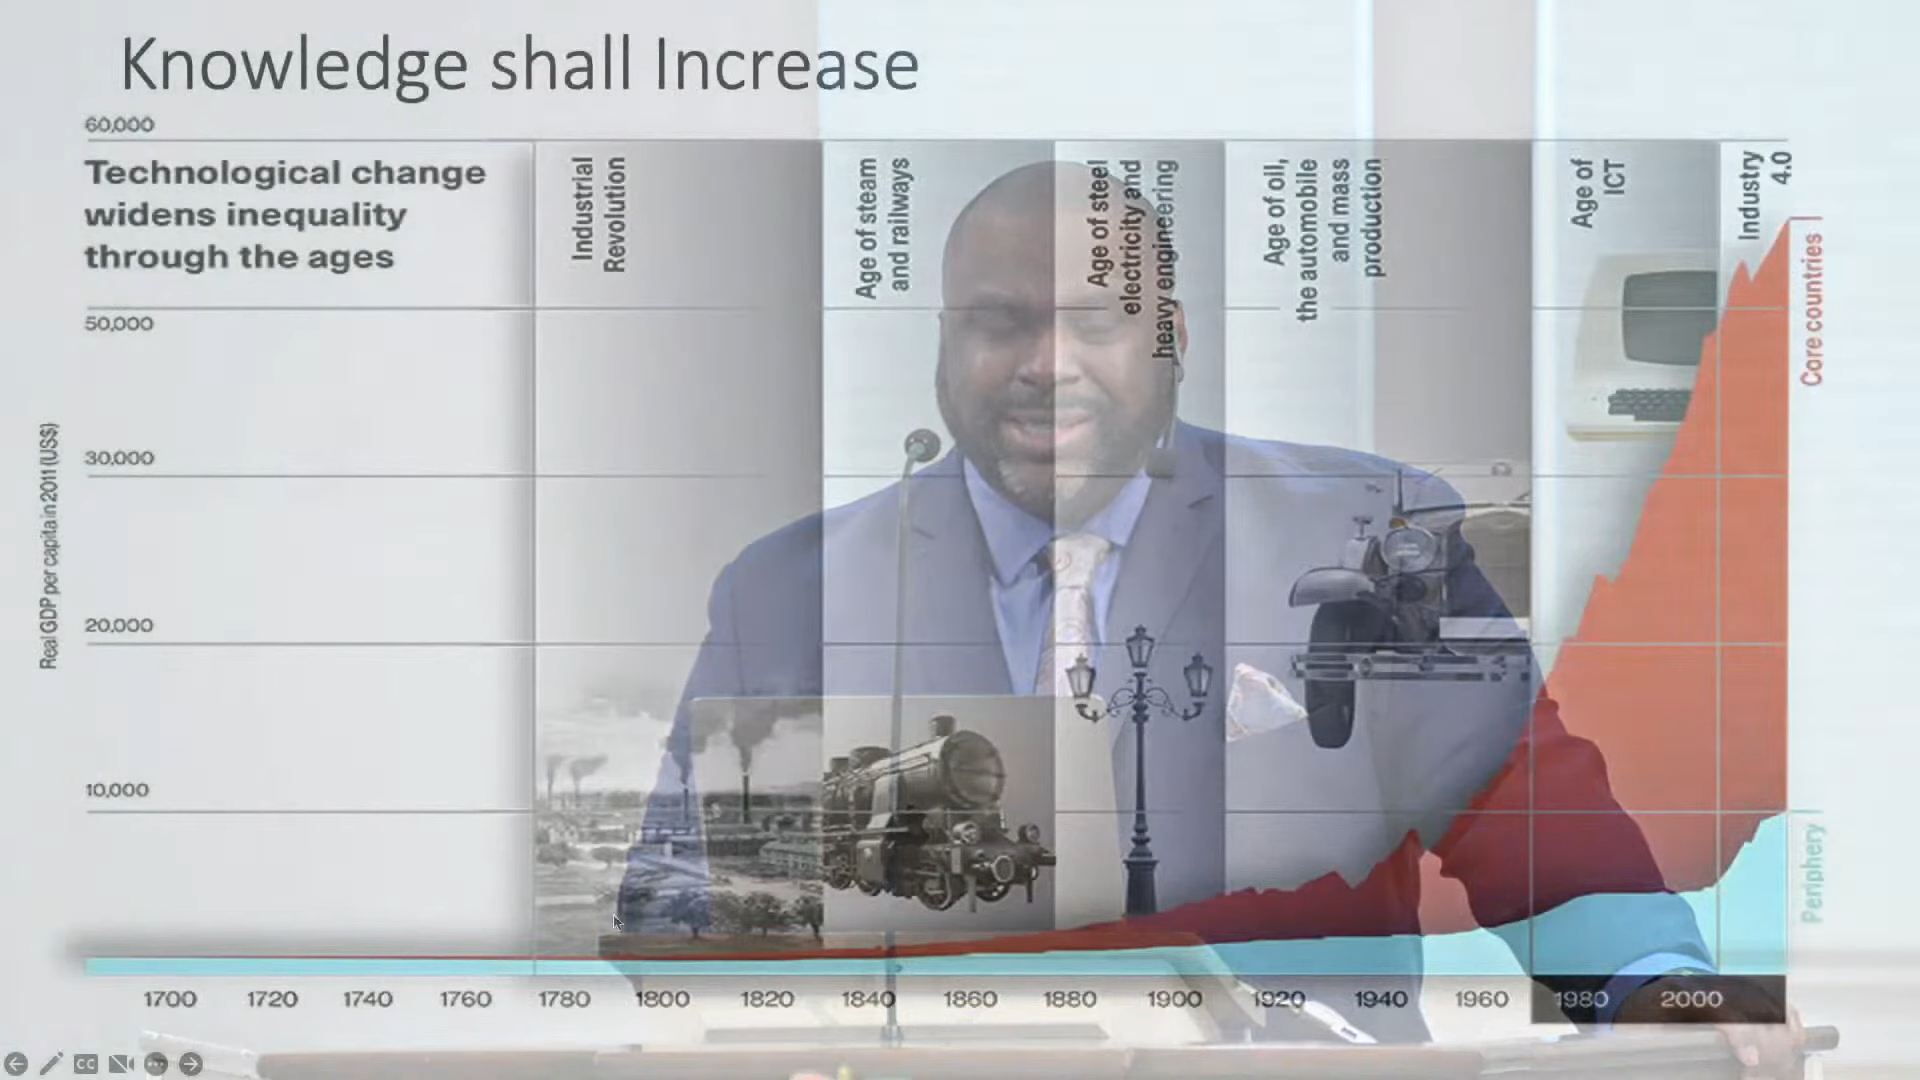 Knowledge shall Increase
60,000
Technological change
widens inequality
through the ages
Industrial
Revolution
Age of steam
and railways
Age of steel
electricity and
heavy engineering
Age of oil,
the automobile
and mass
production
Age of
ICT
Industry
4.0
50,000
30,000
20,000
10,000
Real GDP per capita in 2011 (US$)
Core countries
Periphery
1700
1720
1740
1760
1780
1800
1820
1840
1860
1880
1900
1920
1940
1960
1980
2000
CC